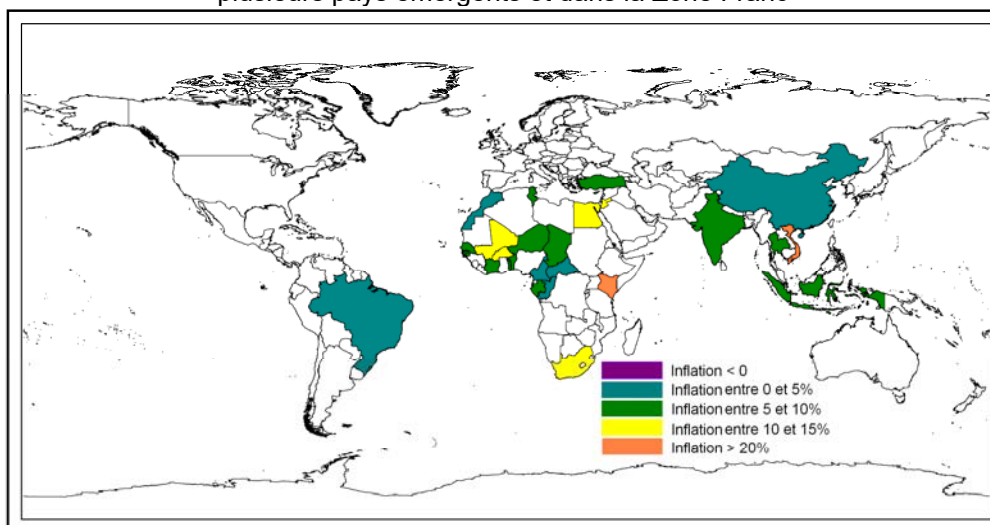 plusieurs pays émergents et dans la Zone Franc
Inflation < 0
Inflation entre 0 et 5%
Inflation entre 5 et 10%
Inflation entre 10 et 15%
Inflation > 20%